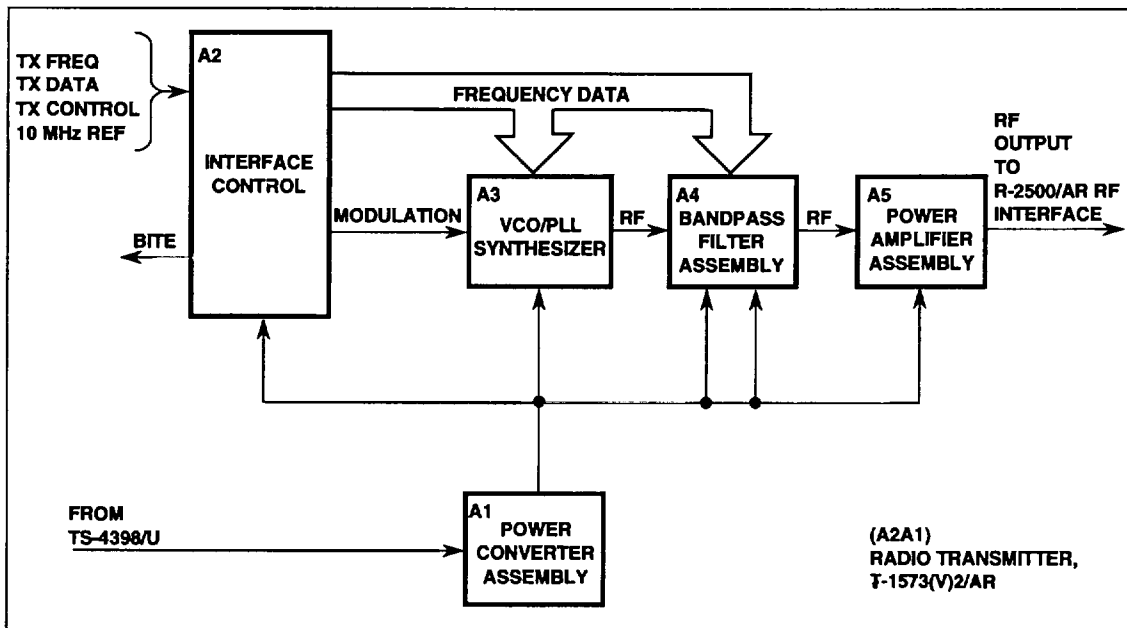 TX FREQ
TX DATA
TX CONTROL
10 MHz REF
A2
INTERFACE
CONTROL
BITE
FREQUENCY DATA
MODULATION
A3
VCO/PLL
SYNTHESIZER
RF
A4
BANDPASS
FILTER
ASSEMBLY
RF
A5
POWER
AMPLIFIER
ASSEMBLY
RF
OUTPUT
TO
R-2500/AR RF
INTERFACE
FROM
TS-4398/U
A1
POWER
CONVERTER
ASSEMBLY
(A2A1)
RADIO TRANSMITTER,
T-1573(V)2/AR